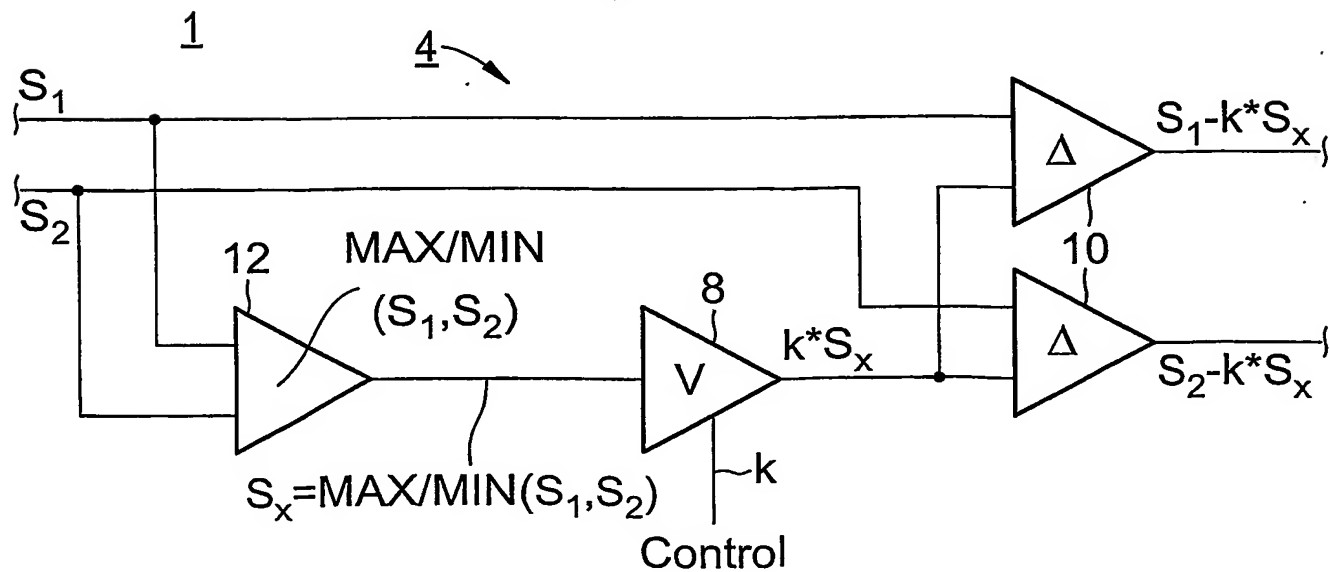 1
4
S₁
S₁-k*Sₓ
Δ
S₂
12
MAX/MIN
(S₁,S₂)
8
10
V
k*Sₓ
Δ
S₂-k*Sₓ
k
Sₓ=MAX/MIN(S₁,S₂)
Control